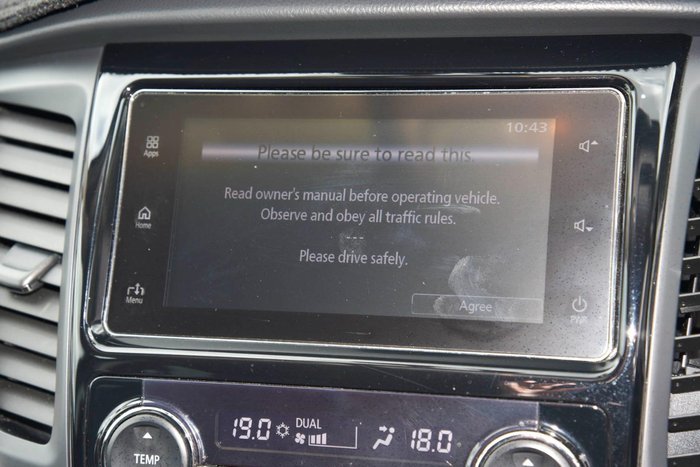 10:43
Please be sure to read this.
Apps
Read owner's manual before operating vehicle.
Observe and obey all traffic rules.
---
Home
Please drive safely.
Menu
Agree
PWR
19.0
DUAL
18.0
TEMP